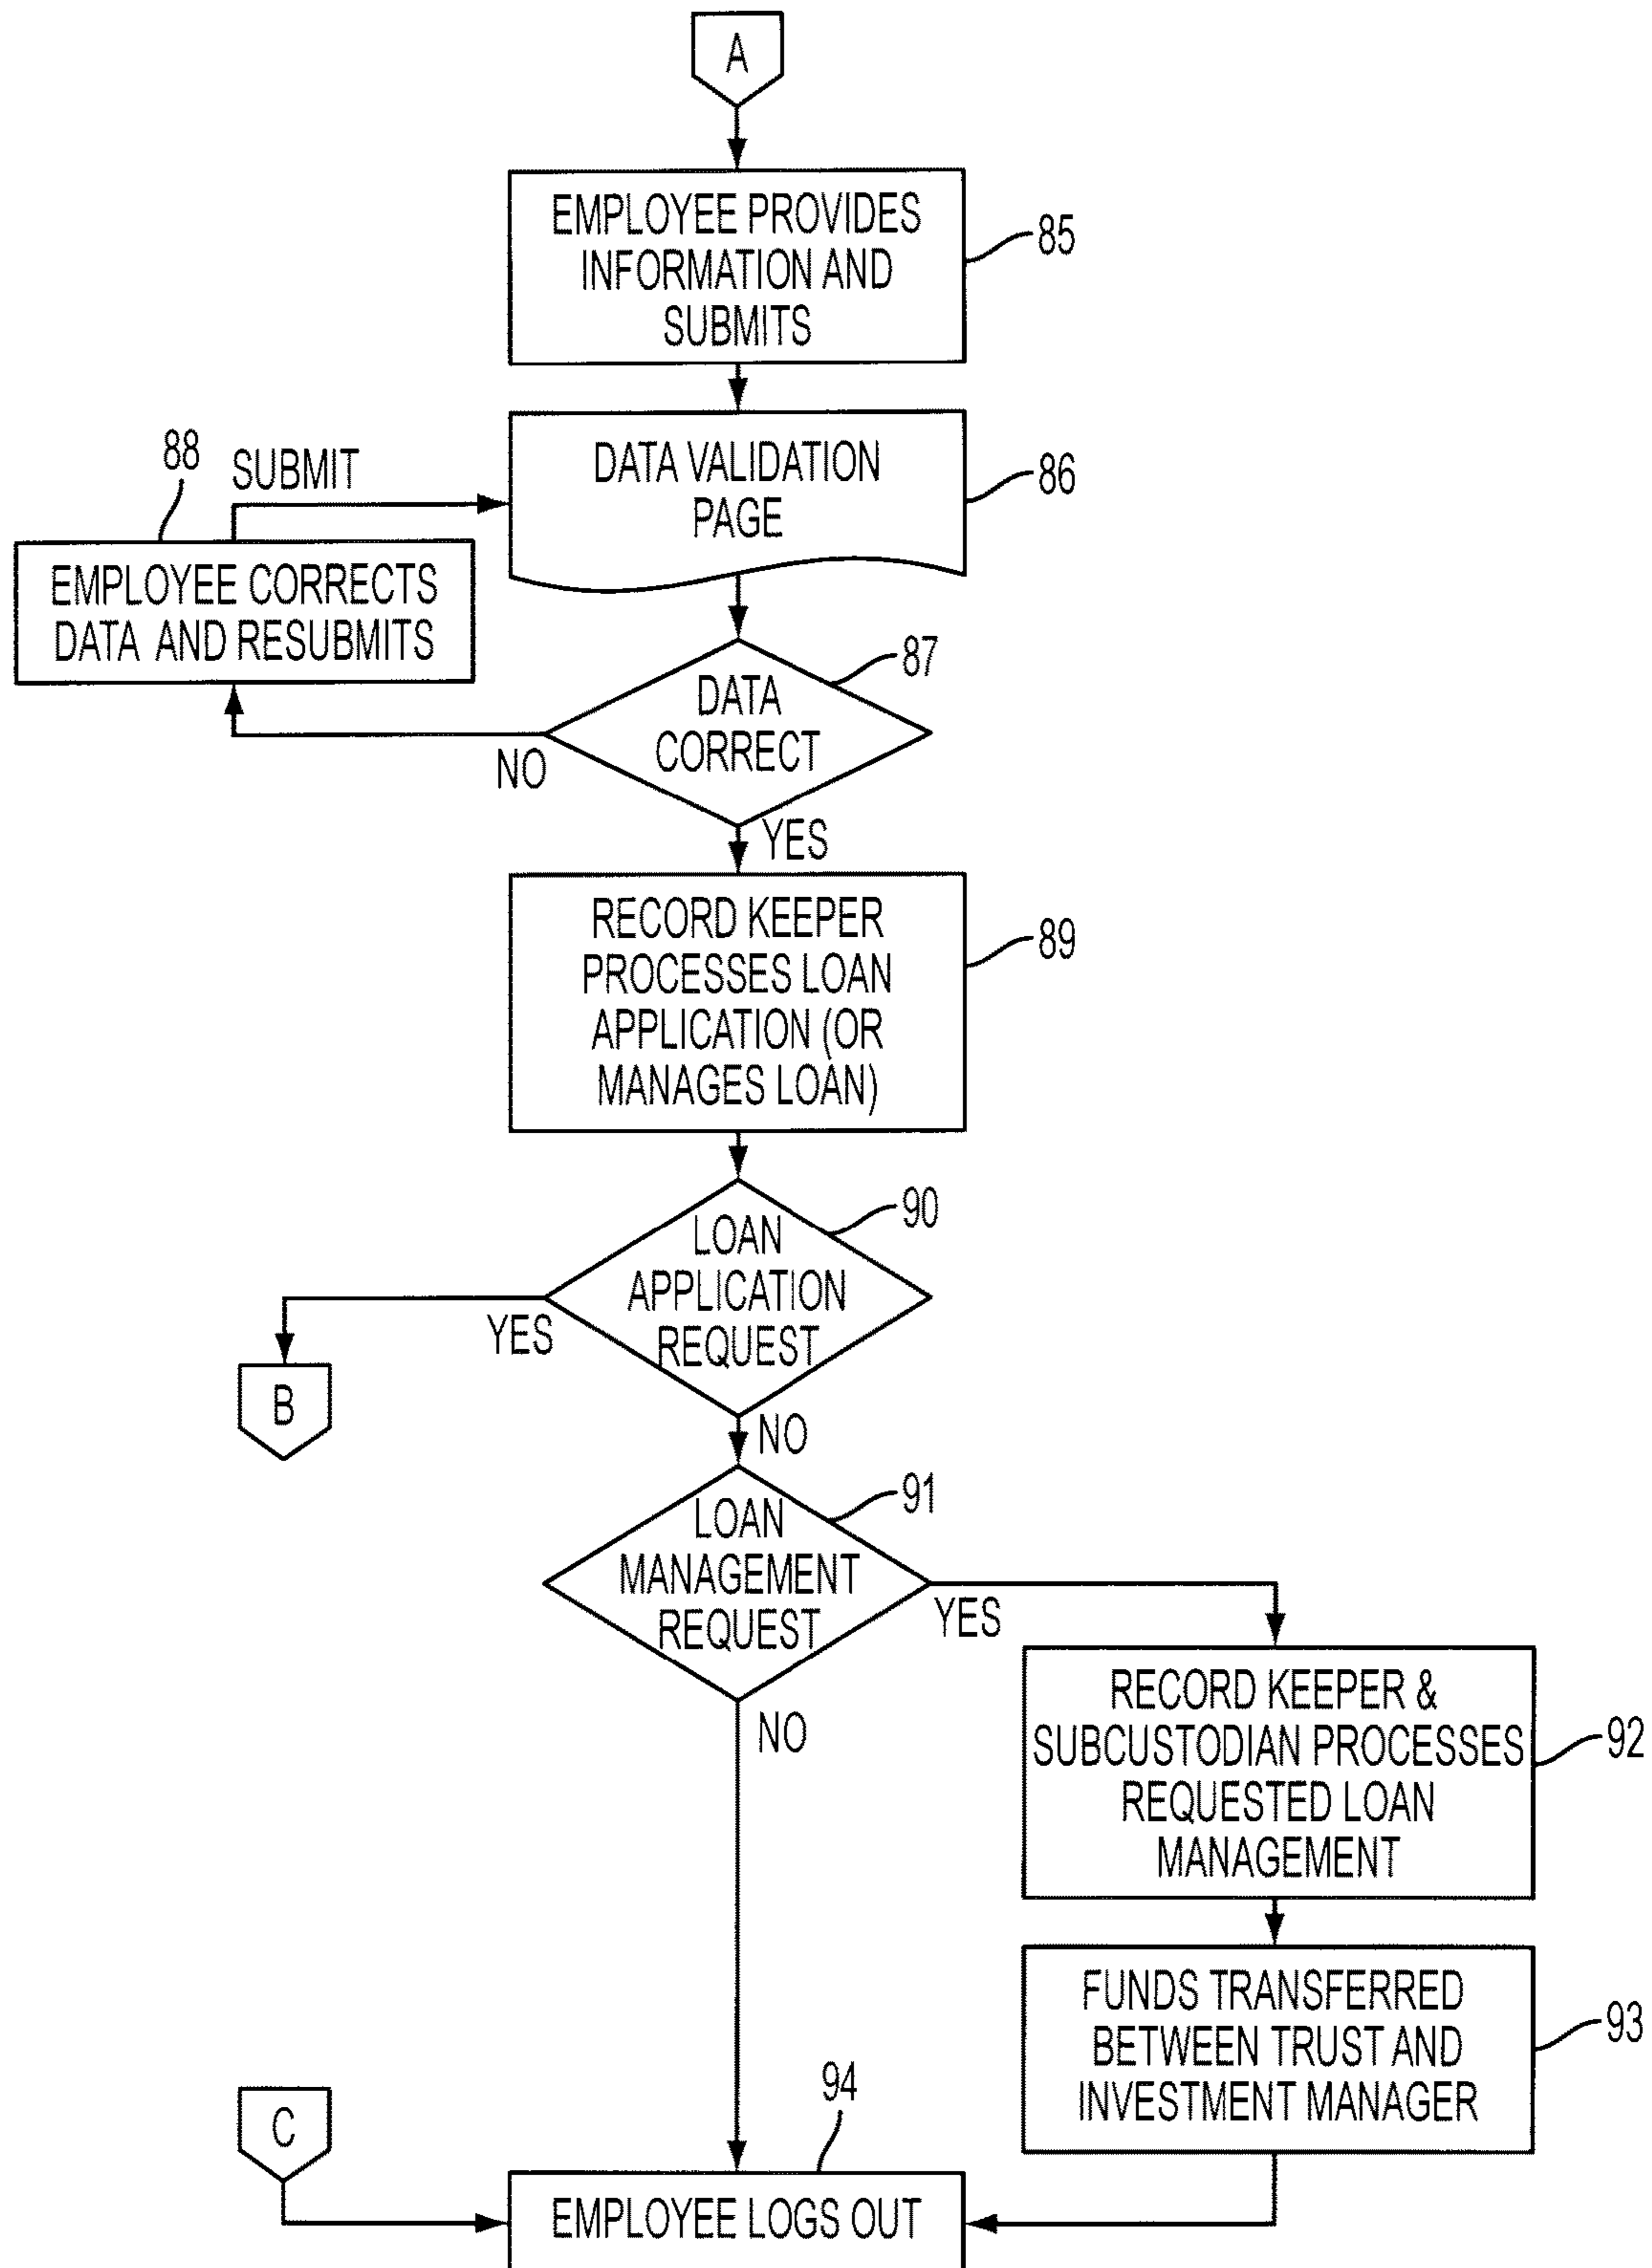 A
EMPLOYEE PROVIDES
INFORMATION AND
SUBMITS
85
DATA VALIDATION
PAGE
86
88
SUBMIT
EMPLOYEE CORRECTS
DATA AND RESUBMITS
87
DATA
CORRECT
NO
YES
RECORD KEEPER
PROCESSES LOAN
APPLICATION (OR
MANAGES LOAN)
89
90
LOAN
APPLICATION
REQUEST
YES
B
NO
91
LOAN
MANAGEMENT
REQUEST
YES
NO
RECORD KEEPER &
SUBCUSTODIAN PROCESSES
REQUESTED LOAN
MANAGEMENT
92
FUNDS TRANSFERRED
BETWEEN TRUST AND
INVESTMENT MANAGER
93
94
C
EMPLOYEE LOGS OUT